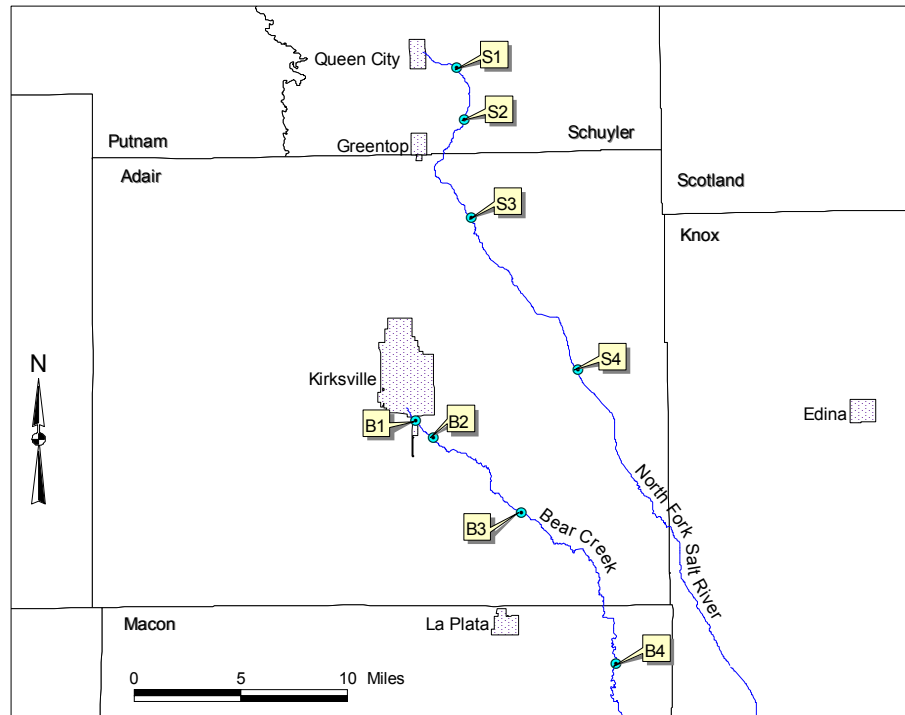 Queen City
S1
S2
Putnam
Greentop
Schuyler
Adair
Scotland
S3
Knox
N
Kirksville
S4
B1
B2
Edina
B3
Bear Creek
North Fork Salt River
Macon
La Plata
B4
0 5 10 Miles